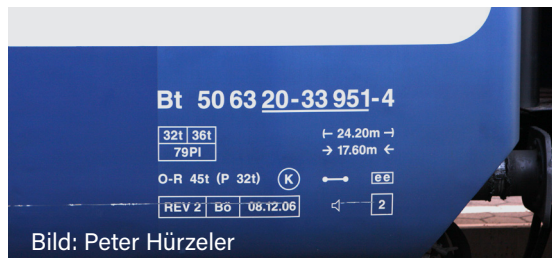 Bt 50 63 20-33 951-4
32t 36t
79Pl
24.20m
17.60m
O-R 45t (P 32t) K ee
REV 2 Bö 08.12.06 2
Bild: Peter Hürzeler